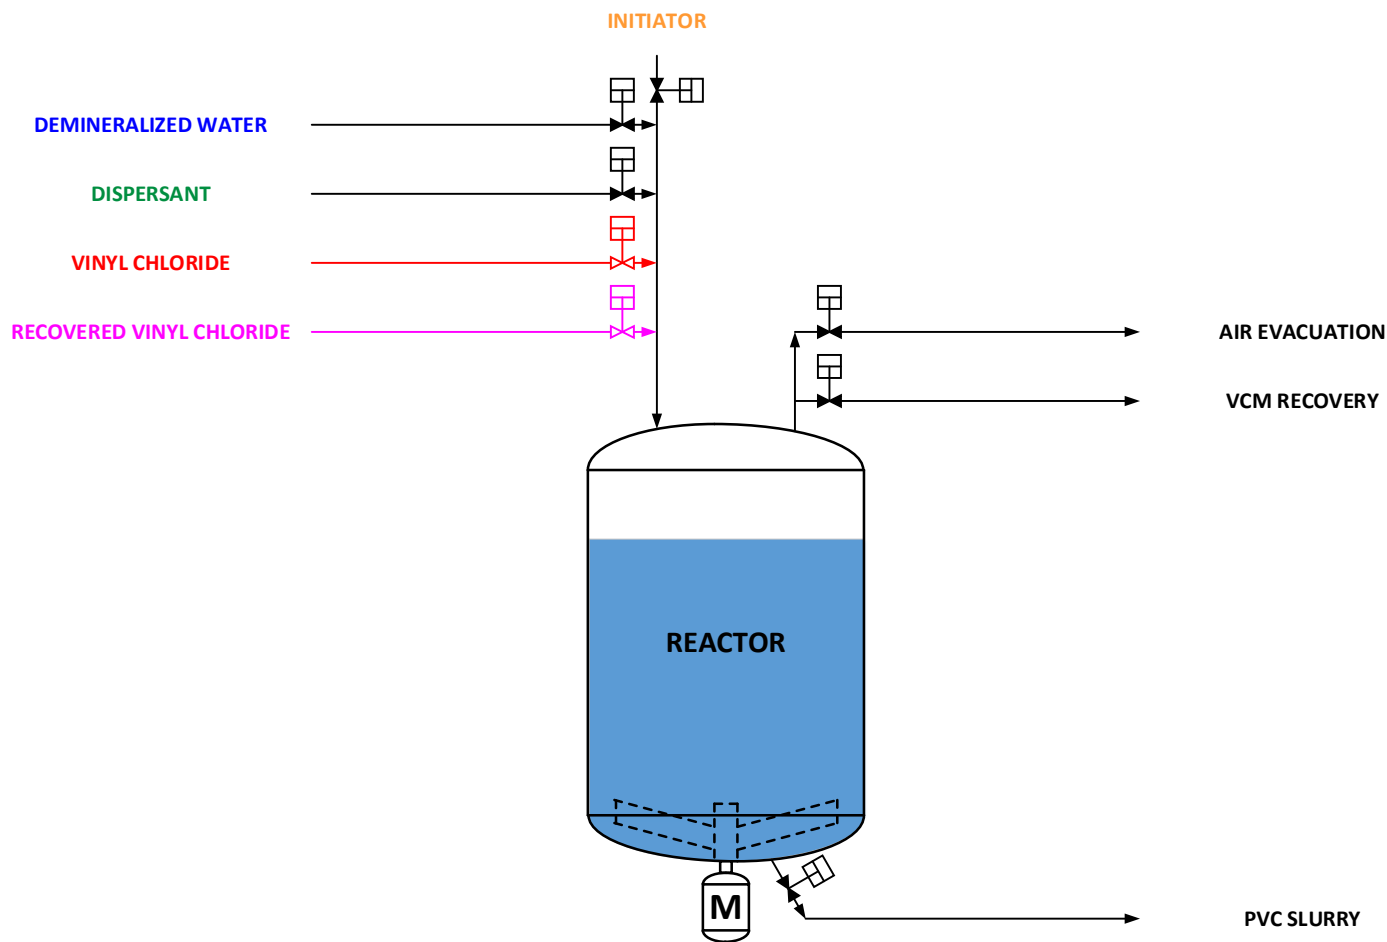 INITIATOR
DEMINERALIZED WATER
DISPERSANT
VINYL CHLORIDE
RECOVERED VINYL CHLORIDE
AIR EVACUATION
VCM RECOVERY
REACTOR
M
PVC SLURRY